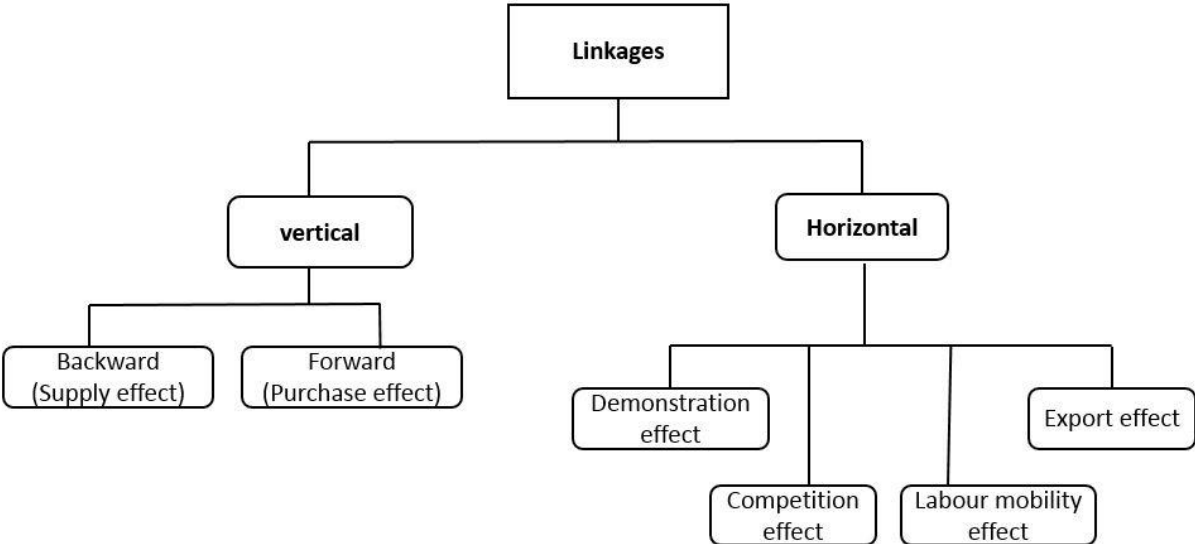 Linkages
vertical
Horizontal
Backward
(Supply effect)
Forward
(Purchase effect)
Demonstration
effect
Export effect
Competition
effect
Labour mobility
effect